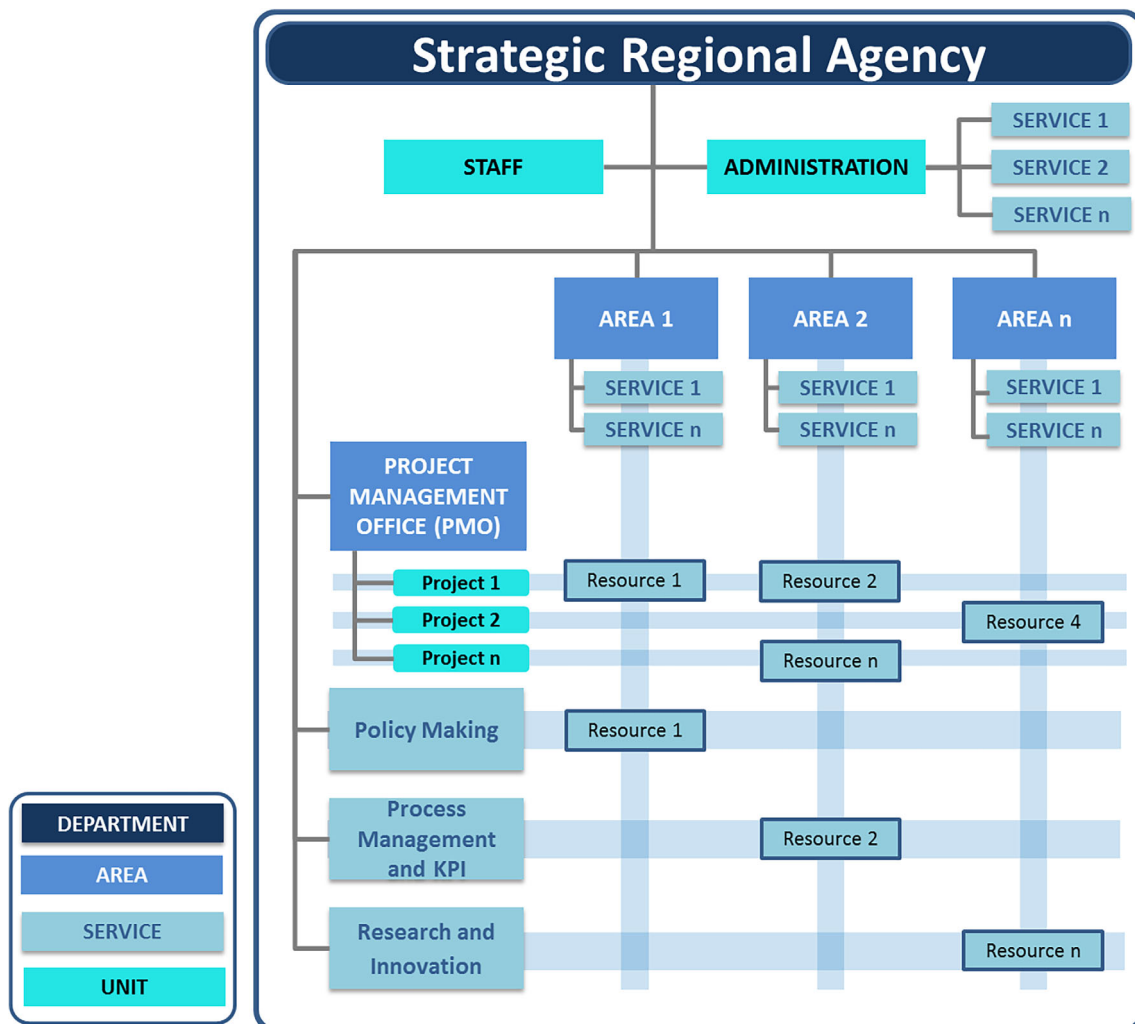 Strategic Regional Agency
SERVICE 1
STAFF
ADMINISTRATION
SERVICE 2
SERVICE n
AREA 1
AREA 2
AREA n
SERVICE 1
SERVICE 1
SERVICE 1
SERVICE n
SERVICE n
SERVICE n
PROJECT
MANAGEMENT
OFFICE (PMO)
Project 1
Resource 1
Resource 2
Project 2
Resource 4
Project n
Resource n
Policy Making
Resource 1
Process
Management
and KPI
Resource 2
Research and
Innovation
Resource n
DEPARTMENT
AREA
SERVICE
UNIT